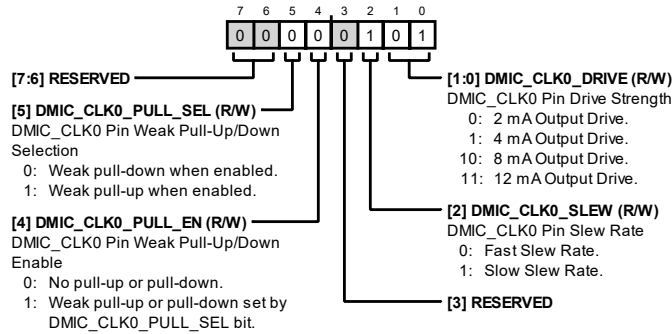 7 6 5 4 3 2 1 0
0 0 0 0 0 1 0 1
[7:6] RESERVED
[5] DMIC_CLK0_PULL_SEL (R/W)
DMIC_CLK0 Pin Weak Pull-Up/Down
Selection
0: Weak pull-down when enabled.
1: Weak pull-up when enabled.
[4] DMIC_CLK0_PULL_EN (R/W)
DMIC_CLK0 Pin Weak Pull-Up/Down
Enable
0: No pull-up or pull-down.
1: Weak pull-up or pull-down set by
DMIC_CLK0_PULL_SEL bit.
[1:0] DMIC_CLK0_DRIVE (R/W)
DMIC_CLK0 Pin Drive Strength
0: 2 mA Output Drive.
1: 4 mA Output Drive.
10: 8 mA Output Drive.
11: 12 mA Output Drive.
[2] DMIC_CLK0_SLEW (R/W)
DMIC_CLK0 Pin Slew Rate
0: Fast Slew Rate.
1: Slow Slew Rate.
[3] RESERVED